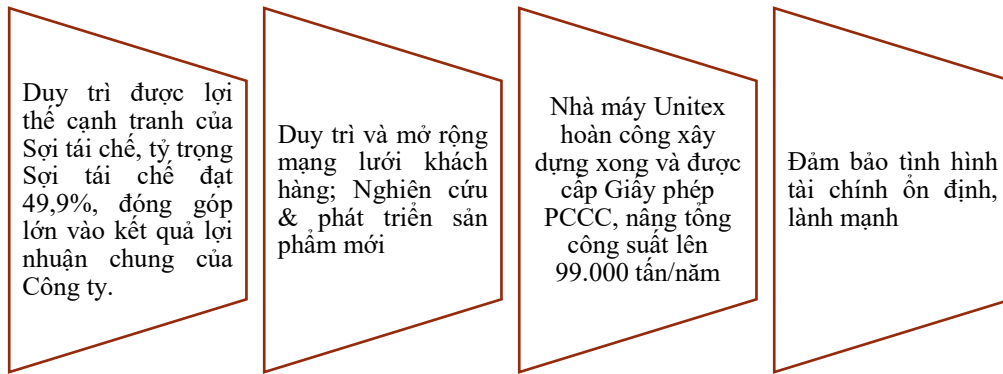 Duy trì được lợi
thế cạnh tranh của
Sợi tái chế, tỷ trọng
Sợi tái chế đạt
49,9%, đóng góp
lớn vào kết quả lợi
nhuận chung của
Công ty.
Duy trì và mở rộng
mạng lưới khách
hàng; Nghiên cứu
& phát triển sản
phẩm mới
Nhà máy Unitex
hoàn công xây
dựng xong và được
cấp Giấy phép
PCCC, nâng tổng
công suất lên
99.000 tấn/năm
Đảm bảo tình hình
tài chính ổn định,
lành mạnh